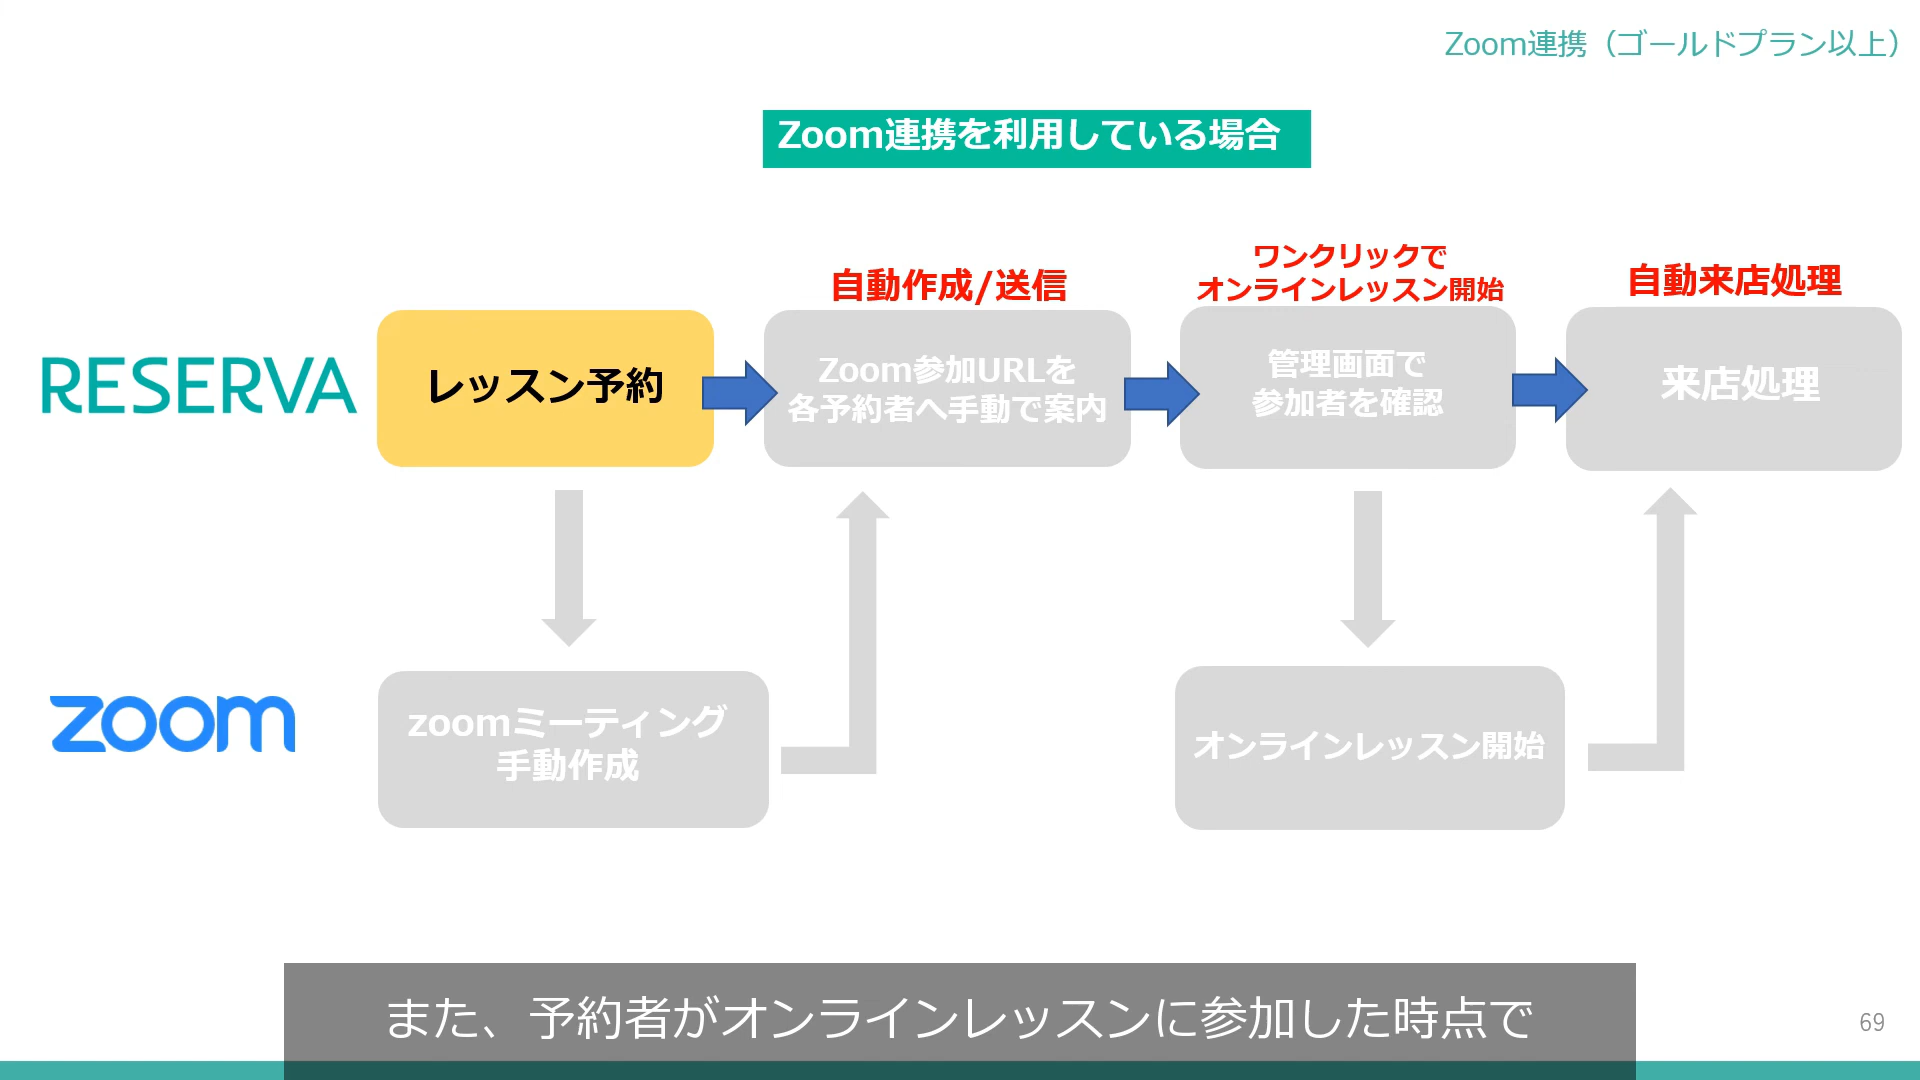 Zoom連携（ゴールドプラン以上）
Zoom連携を利用している場合
自動作成/送信
ワンクリックで
オンラインレッスン開始
自動来店処理
RESERVA
レッスン予約
Zoom参加URLを
各予約者へ手動で案内
管理画面で
参加者を確認
来店処理
zoom
zoomミーティング
手動作成
オンラインレッスン開始
また、予約者がオンラインレッスンに参加した時点で
69